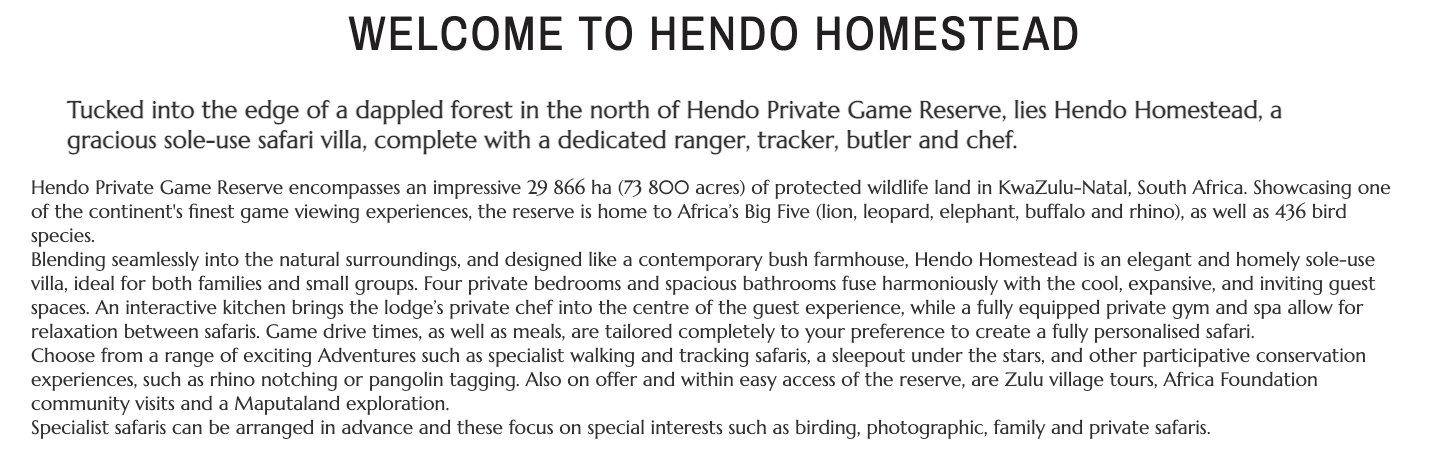 WELCOME TO HENDO HOMESTEAD
Tucked into the edge of a dappled forest in the north of Hendo Private Game Reserve, lies Hendo Homestead, a
gracious sole-use safari villa, complete with a dedicated ranger, tracker, butler and chef.
Hendo Private Game Reserve encompasses an impressive 29 866 ha (73 800 acres) of protected wildlife land in KwaZulu-Natal, South Africa. Showcasing one
of the continent's finest game viewing experiences, the reserve is home to Africa’s Big Five (lion, leopard, elephant, buffalo and rhino), as well as 436 bird
species.
Blending seamlessly into the natural surroundings, and designed like a contemporary bush farmhouse, Hendo Homestead is an elegant and homely sole-use
villa, ideal for both families and small groups. Four private bedrooms and spacious bathrooms fuse harmoniously with the cool, expansive, and inviting guest
spaces. An interactive kitchen brings the lodge’s private chef into the centre of the guest experience, while a fully equipped private gym and spa allow for
relaxation between safaris. Game drive times, as well as meals, are tailored completely to your preference to create a fully personalised safari.
Choose from a range of exciting Adventures such as specialist walking and tracking safaris, a sleepout under the stars, and other participative conservation
experiences, such as rhino notching or pangolin tagging. Also on offer and within easy access of the reserve, are Zulu village tours, Africa Foundation
community visits and a Maputaland exploration.
Specialist safaris can be arranged in advance and these focus on special interests such as birding, photographic, family and private safaris.